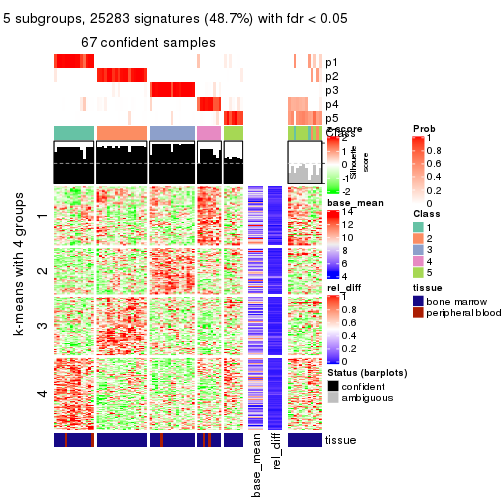 5 subgroups, 25283 signatures (48.7%) with fdr < 0.05
67 confident samples
p1
p2
p3
p4
p5
Class
Silhouette
score
k-means with 4 groups
1
2
3
4
base_mean
rel_diff
tissue
z-score
2
1
0
-1
-2
base_mean
14
12
10
8
6
4
rel_diff
1
0.8
0.6
0.4
0.2
0
Status (barplots)
confident
ambiguous
Prob
1
0.8
0.6
0.4
0.2
0
Class
1
2
3
4
5
tissue
bone marrow
peripheral blood